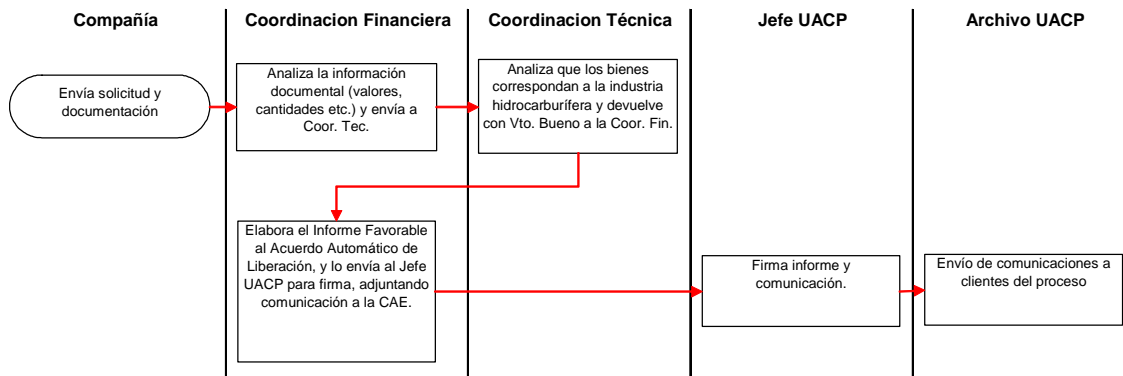 Compañía
Coordinacion Financiera
Coordinacion Técnica
Jefe UACP
Archivo UACP
Envía solicitud y
documentación
Analiza la información
documental (valores,
cantidades etc.) y envía a
Coor. Tec.
Analiza que los bienes
correspondan a la industria
hidrocarburífera y devuelve
con Vto. Bueno a la Coor. Fin.
Elabora el Informe Favorable
al Acuerdo Automático de
Liberación, y lo envía al Jefe
UACP para firma, adjuntando
comunicación a la CAE.
Firma informe y
comunicación.
Envío de comunicaciones a
clientes del proceso